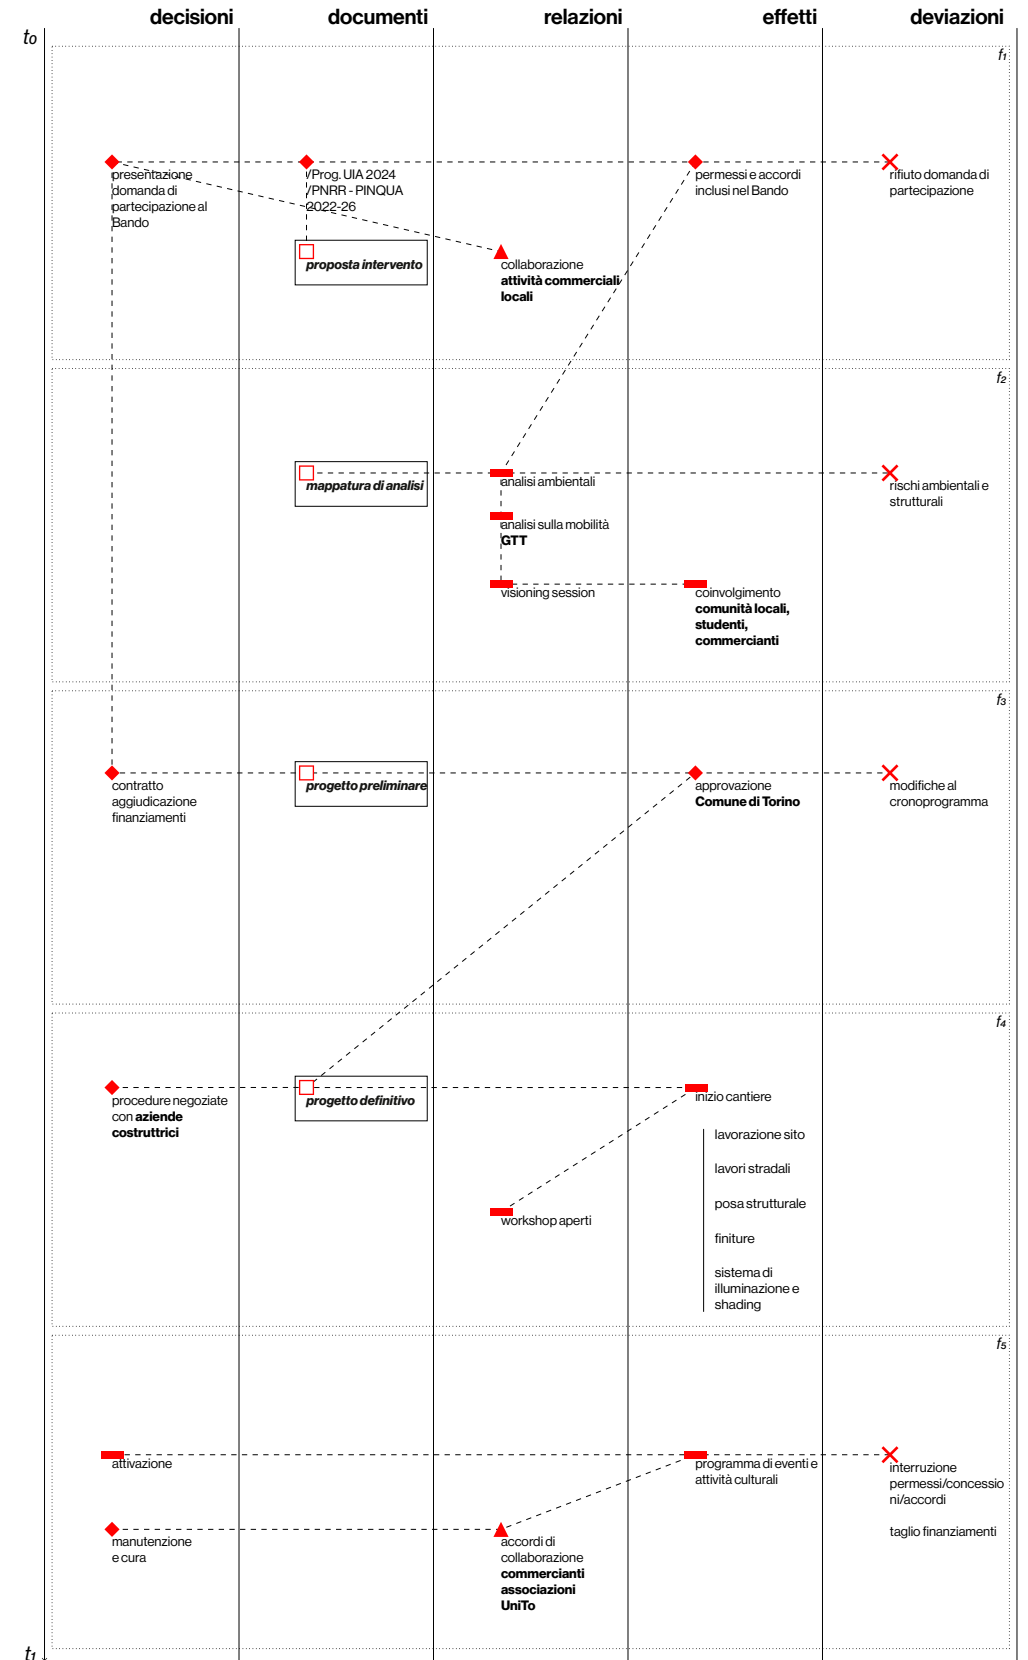 decisioni
documenti
relazioni
effetti
deviazioni
t0
f1
presentazione
domanda di
partecipazione al
Bando
/Prog. UIA 2024
/PNRR - PINQUA
2022-26
proposta intervento
collaborazione
attività commerciali
locali
permessi e accordi
inclusi nel Bando
rifiuto domanda di
partecipazione
f2
mappatura di analisi
analisi ambientali
analisi sulla mobilità
GTT
visioning session
coinvolgimento
comunità locali,
studenti,
commercianti
rischi ambientali e
strutturali
f3
contratto
aggiudicazione
finanziamenti
progetto preliminare
approvazione
Comune di Torino
modifiche al
cronoprogramma
f4
procedure negoziate
con aziende
costruttrici
progetto definitivo
workshop aperti
inizio cantiere
lavorazione sito
lavori stradali
posa strutturale
finiture
sistema di
illuminazione e
shading
f5
attivazione
manutenzione
e cura
accordi di
collaborazione
commercianti
associazioni
UniTo
programma di eventi e
attività culturali
interruzione
permessi/concessio
ni/accordi
taglio finanziamenti
t1